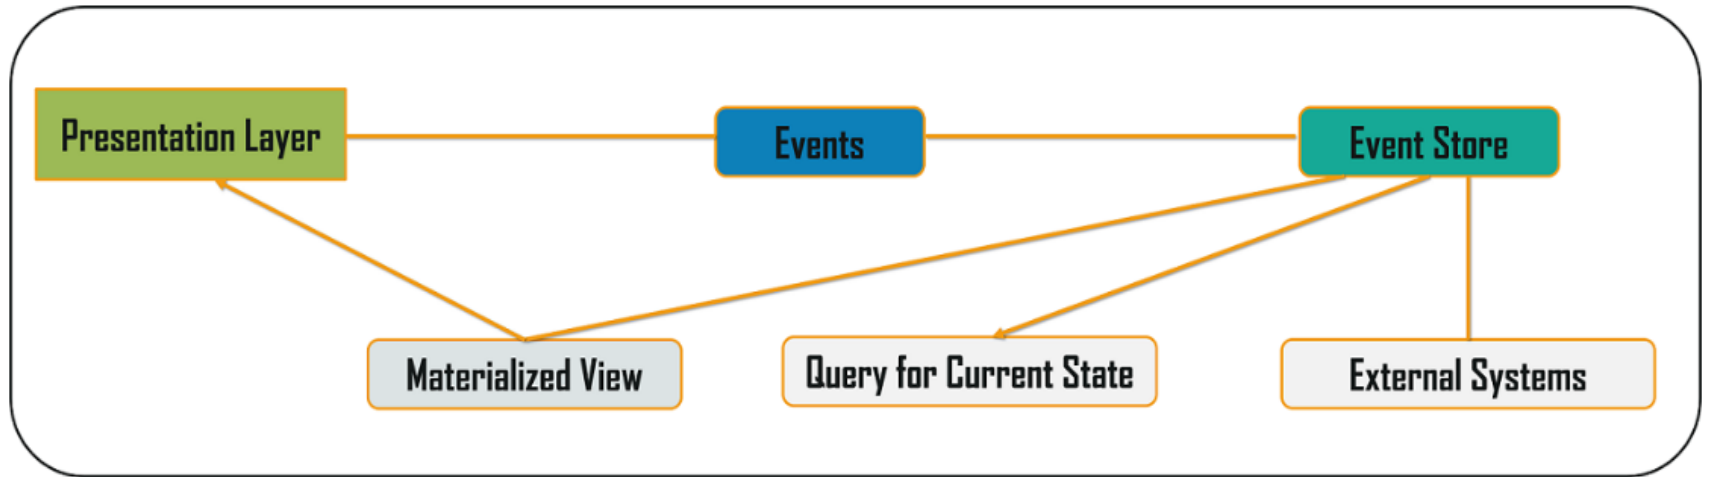 Presentation Layer
Events
Event Store
Materialized View
Query for Current State
External Systems